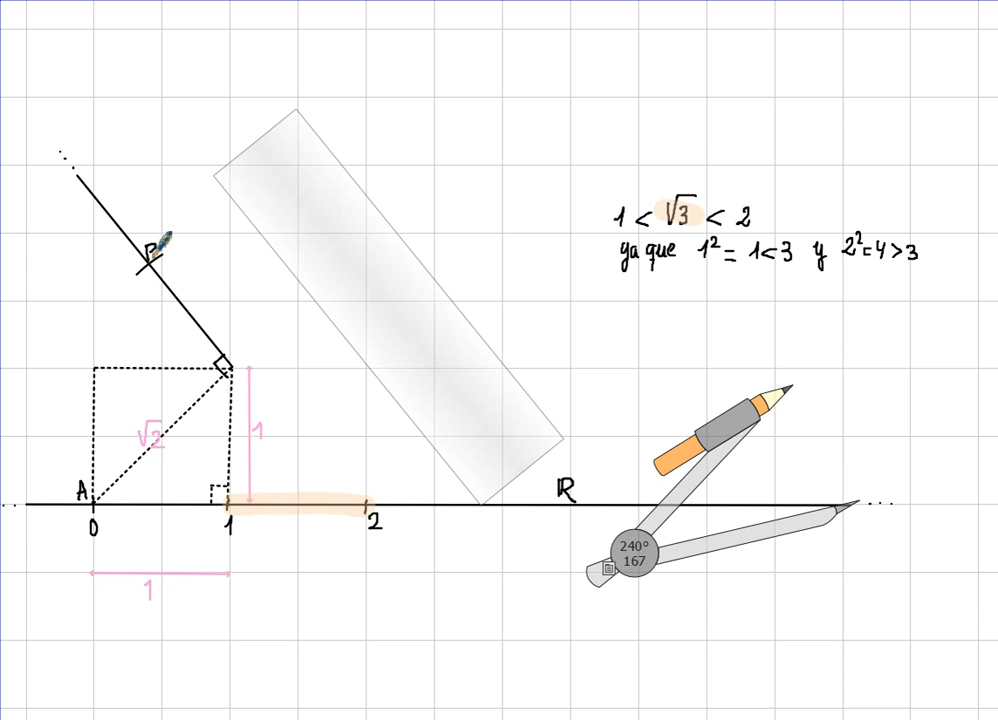 1 < √3 < 2
ya que 1² = 1 < 3 y 2² = 4 > 3
P
√2
1
A
R
0
1
2
240°
167
1